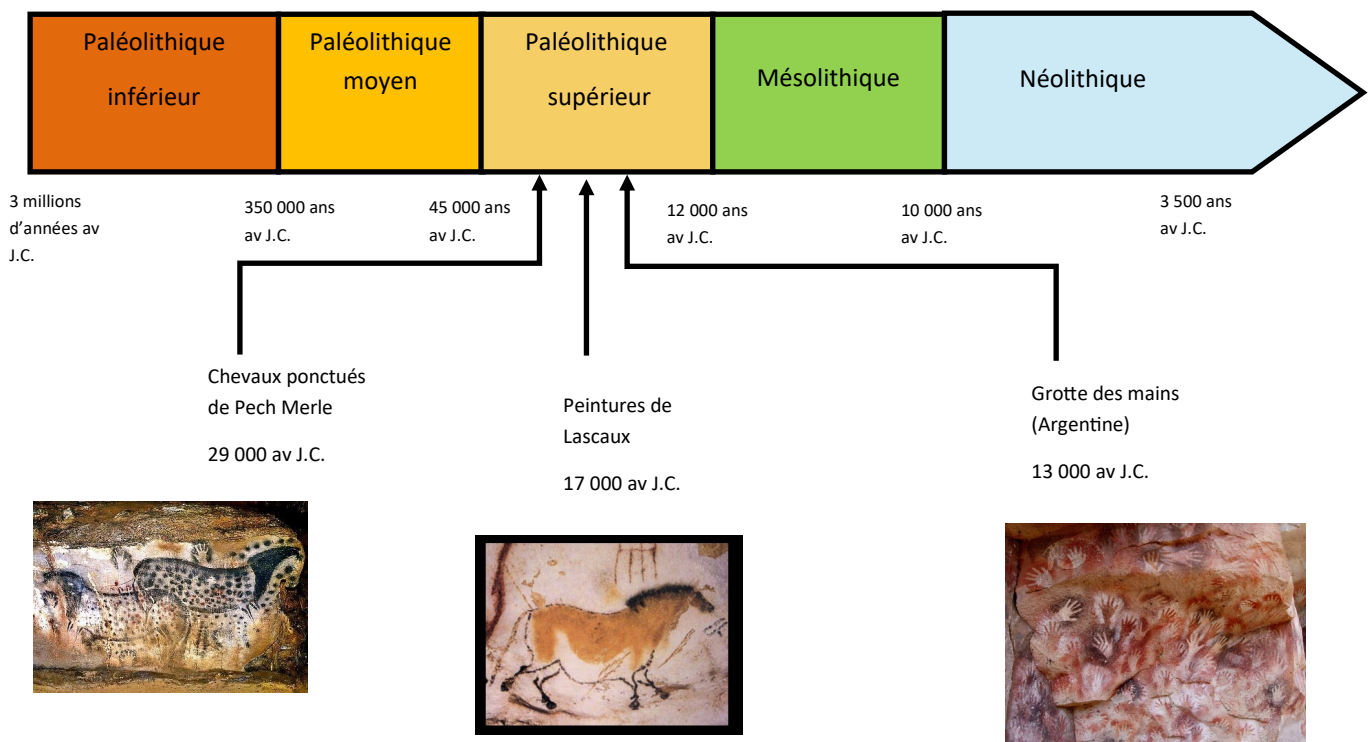 Paléolithique
inférieur
Paléolithique
moyen
Paléolithique
supérieur
Mésolithique
Néolithique
3 millions
d'années av
J.C.
350 000 ans
av J.C.
45 000 ans
av J.C.
12 000 ans
av J.C.
10 000 ans
av J.C.
3 500 ans
av J.C.
Chevaux ponctués
de Pech Merle
29 000 av J.C.
Peintures de
Lascaux
17 000 av J.C.
Grotte des mains
(Argentine)
13 000 av J.C.